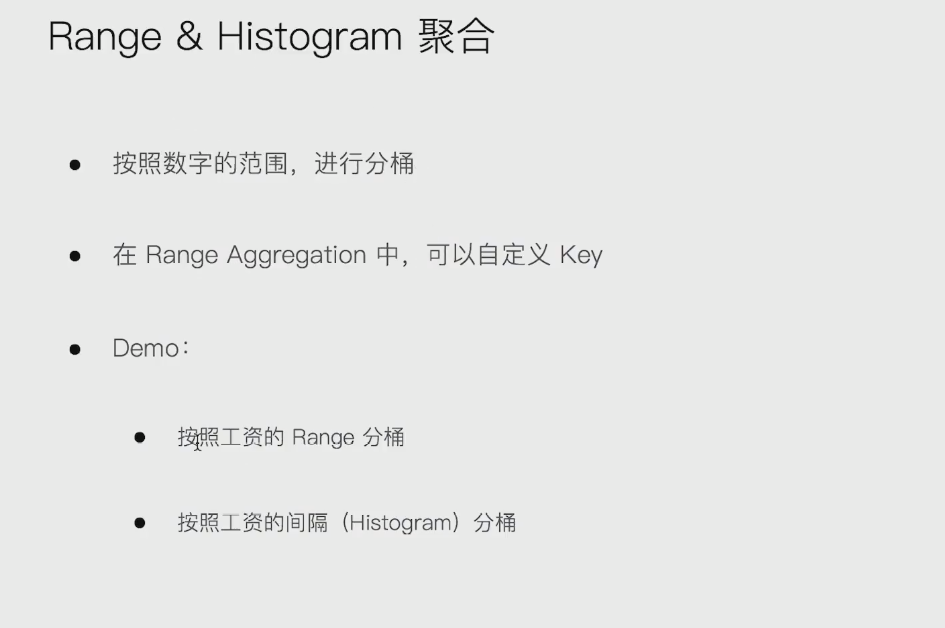 Range & Histogram 聚合
按照数字的范围，进行分桶
在 Range Aggregation 中，可以自定义 Key
Demo：
按照工资的 Range 分桶
按照工资的间隔（Histogram）分桶